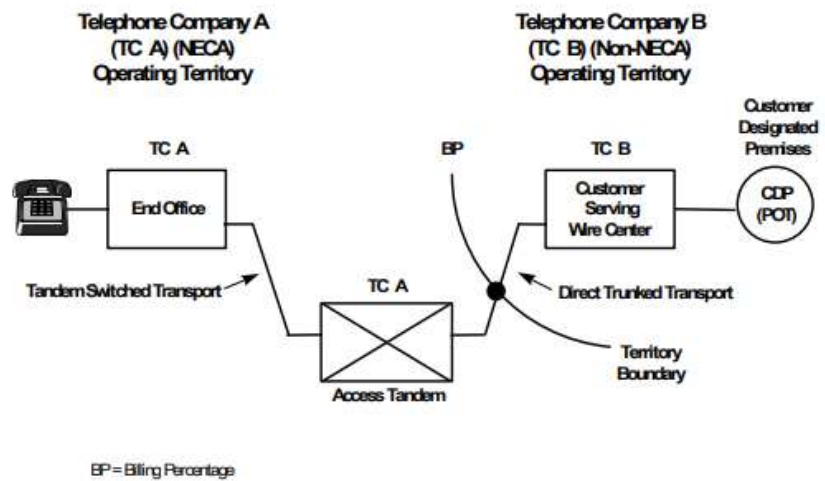 Telephone Company A
(TC A) (NECA)
Operating Territory
Telephone Company B
(TC B) (Non-NECA)
Operating Territory
Customer
Designated
Premises
TC A
BP
TC B
End Office
Customer
Serving
Wire Center
CDP
(POT)
Tandem Switched Transport
TC A
Direct Trunked Transport
Territory
Boundary
Access Tandem
BP = Billing Percentage